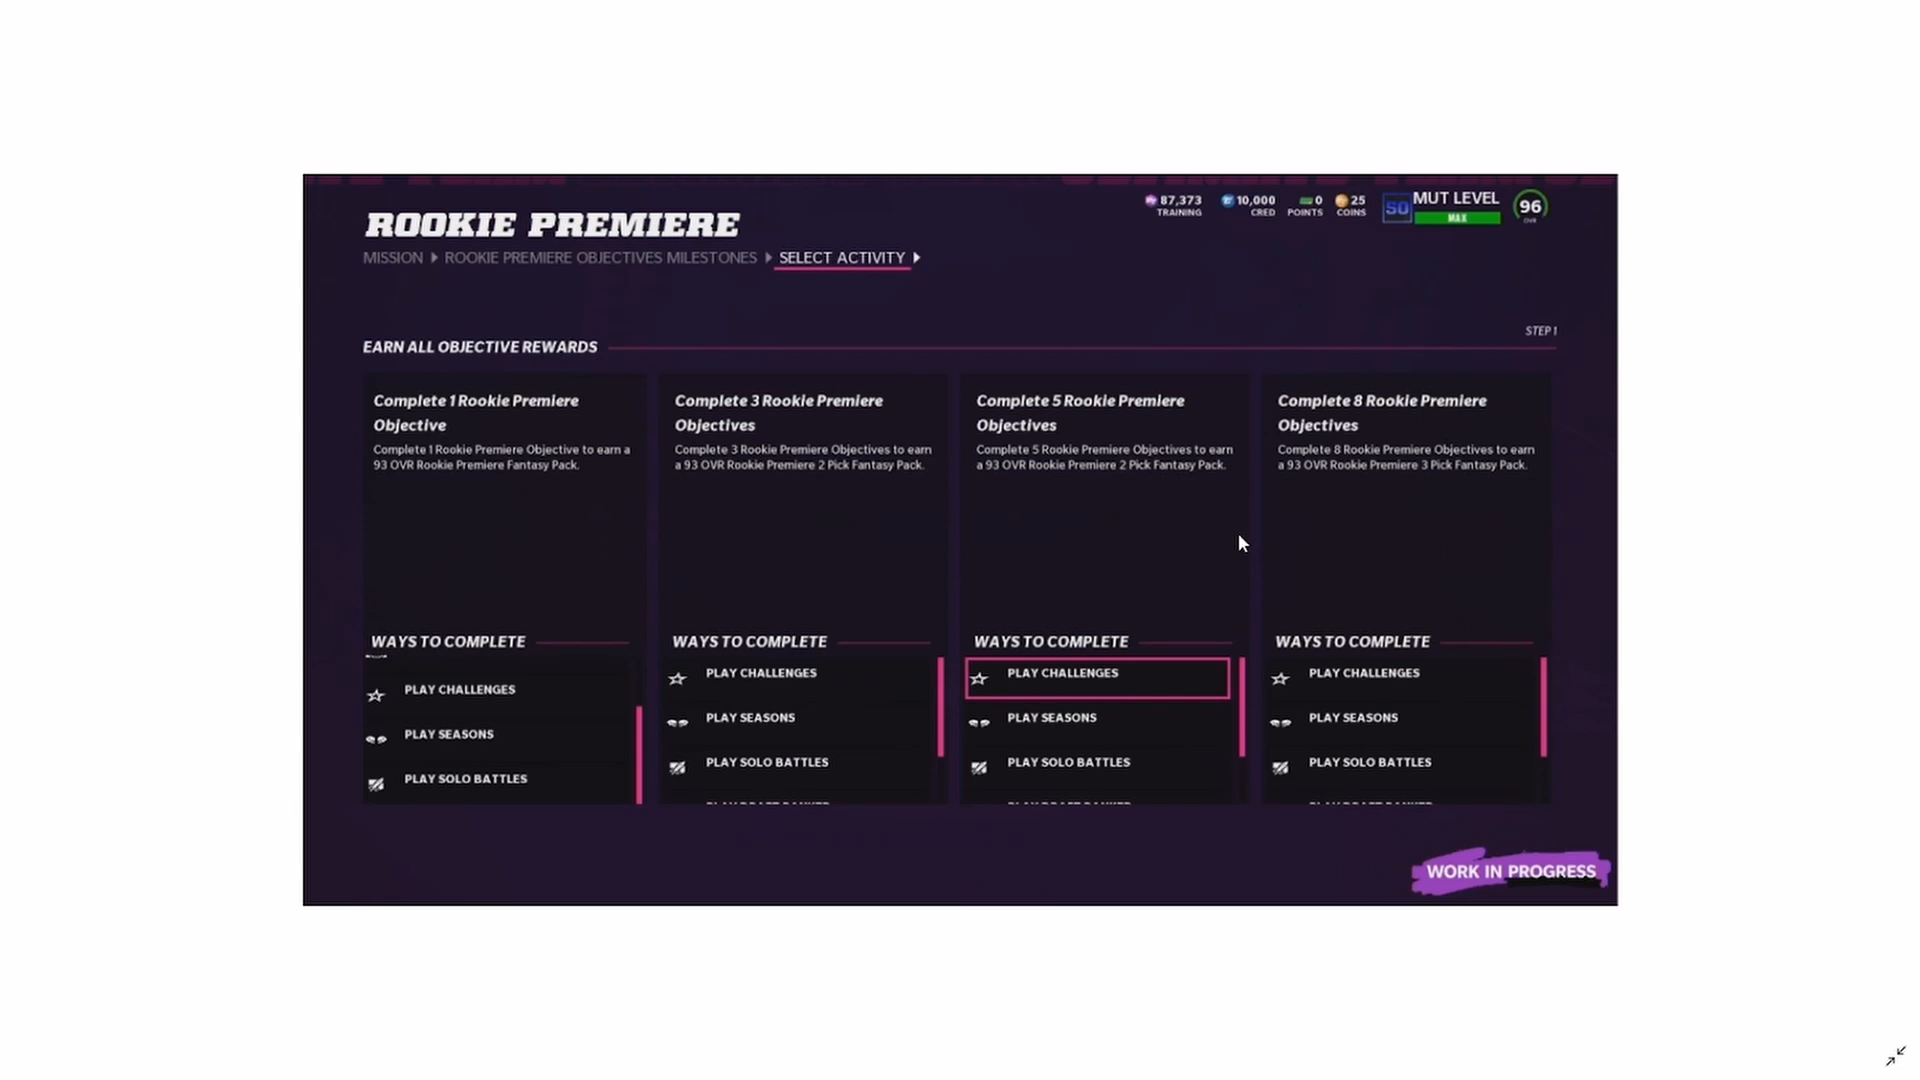 ROOKIE PREMIERE
87,373 TRAINING
10,000 CRED
0 POINTS
25 COINS
50
MUT LEVEL
MAX
96
OVR
MISSION ROOKIE PREMIERE OBJECTIVES MILESTONES SELECT ACTIVITY
STEP 1
EARN ALL OBJECTIVE REWARDS
Complete 1 Rookie Premiere
Objective
Complete 1 Rookie Premiere Objective to earn a
93 OVR Rookie Premiere Fantasy Pack.
WAYS TO COMPLETE
PLAY CHALLENGES
PLAY SEASONS
PLAY SOLO BATTLES
Complete 3 Rookie Premiere
Objectives
Complete 3 Rookie Premiere Objectives to earn
a 93 OVR Rookie Premiere 2 Pick Fantasy Pack.
WAYS TO COMPLETE
PLAY CHALLENGES
PLAY SEASONS
PLAY SOLO BATTLES
Complete 5 Rookie Premiere
Objectives
Complete 5 Rookie Premiere Objectives to earn
a 93 OVR Rookie Premiere 2 Pick Fantasy Pack.
WAYS TO COMPLETE
PLAY CHALLENGES
PLAY SEASONS
PLAY SOLO BATTLES
Complete 8 Rookie Premiere
Objectives
Complete 8 Rookie Premiere Objectives to earn
a 93 OVR Rookie Premiere 3 Pick Fantasy Pack.
WAYS TO COMPLETE
PLAY CHALLENGES
PLAY SEASONS
PLAY SOLO BATTLES
WORK IN PROGRESS